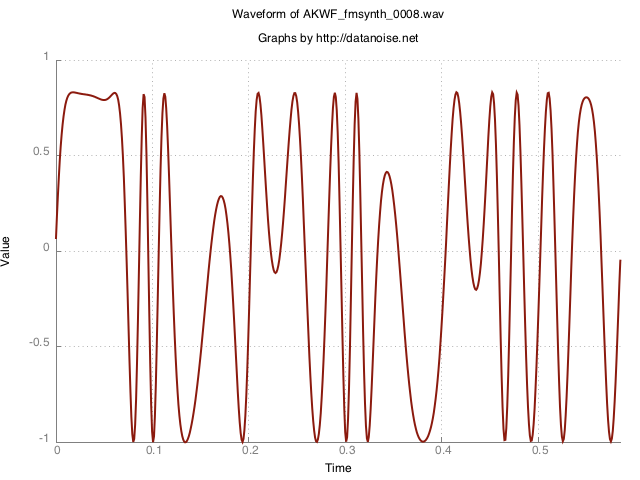 Waveform of AKWF_fmsynth_0008.wav
Graphs by http://datanoise.net
1
0.5
0
-0.5
-1
Value
0 0.1 0.2 0.3 0.4 0.5
Time